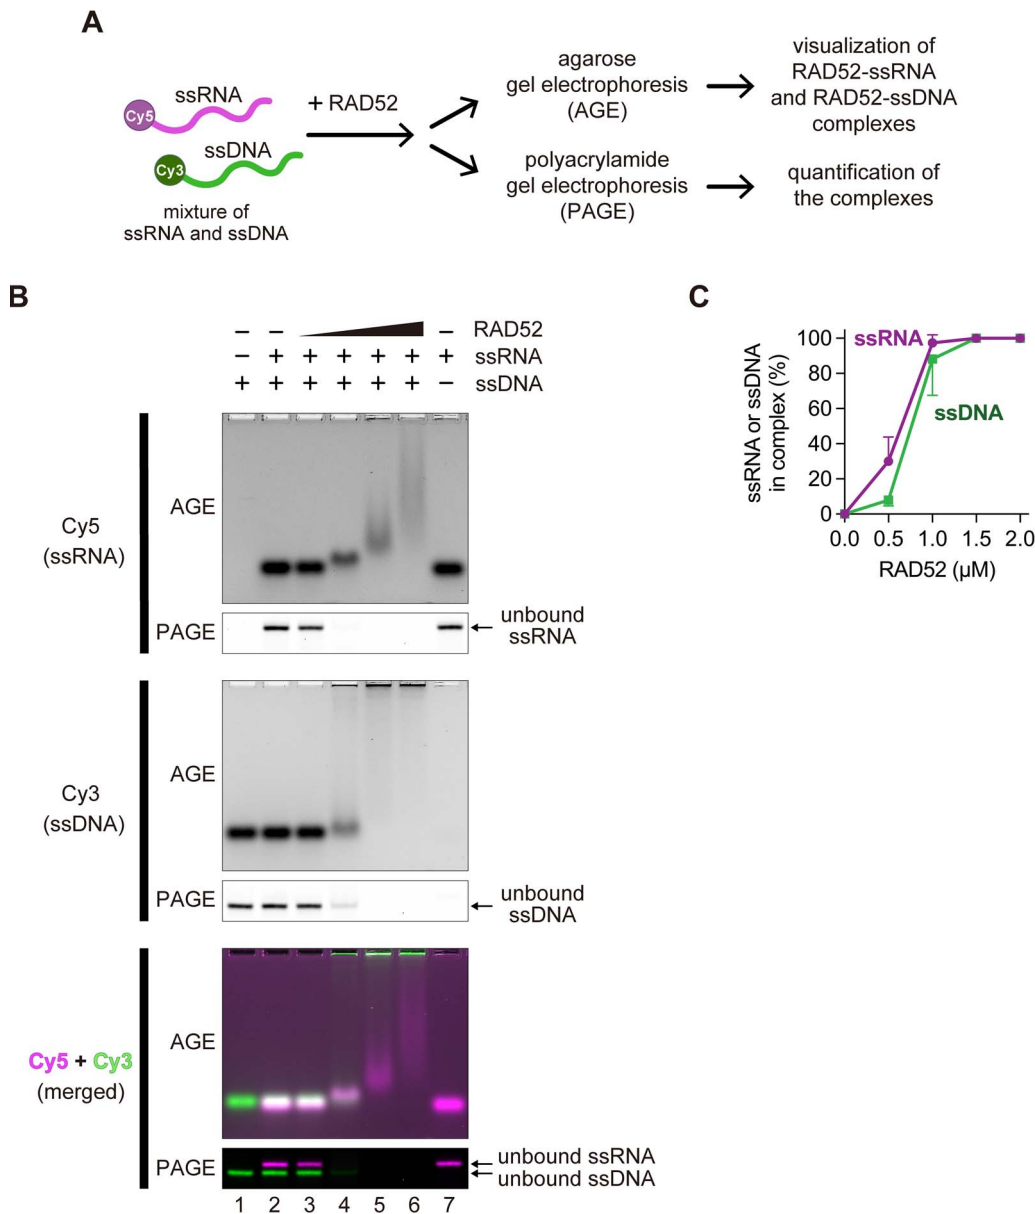 A
Cy5
ssRNA
Cy3
ssDNA
mixture of
ssRNA and ssDNA
+ RAD52
agarose
gel electrophoresis
(AGE)
visualization of
RAD52-ssRNA
and RAD52-ssDNA
complexes
polyacrylamide
gel electrophoresis
(PAGE)
quantification of
the complexes
B
– – – RAD52
– + + + + + + ssRNA
+ + + + + + – ssDNA
Cy5
(ssRNA)
AGE
PAGE
unbound
ssRNA
Cy3
(ssDNA)
AGE
PAGE
unbound
ssDNA
Cy5 + Cy3
(merged)
AGE
PAGE
unbound ssRNA
unbound ssDNA
1 2 3 4 5 6 7
C
ssRNA or ssDNA
in complex (%)
100
80
60
40
20
0
ssRNA
ssDNA
0.0 0.5 1.0 1.5 2.0
RAD52 (µM)